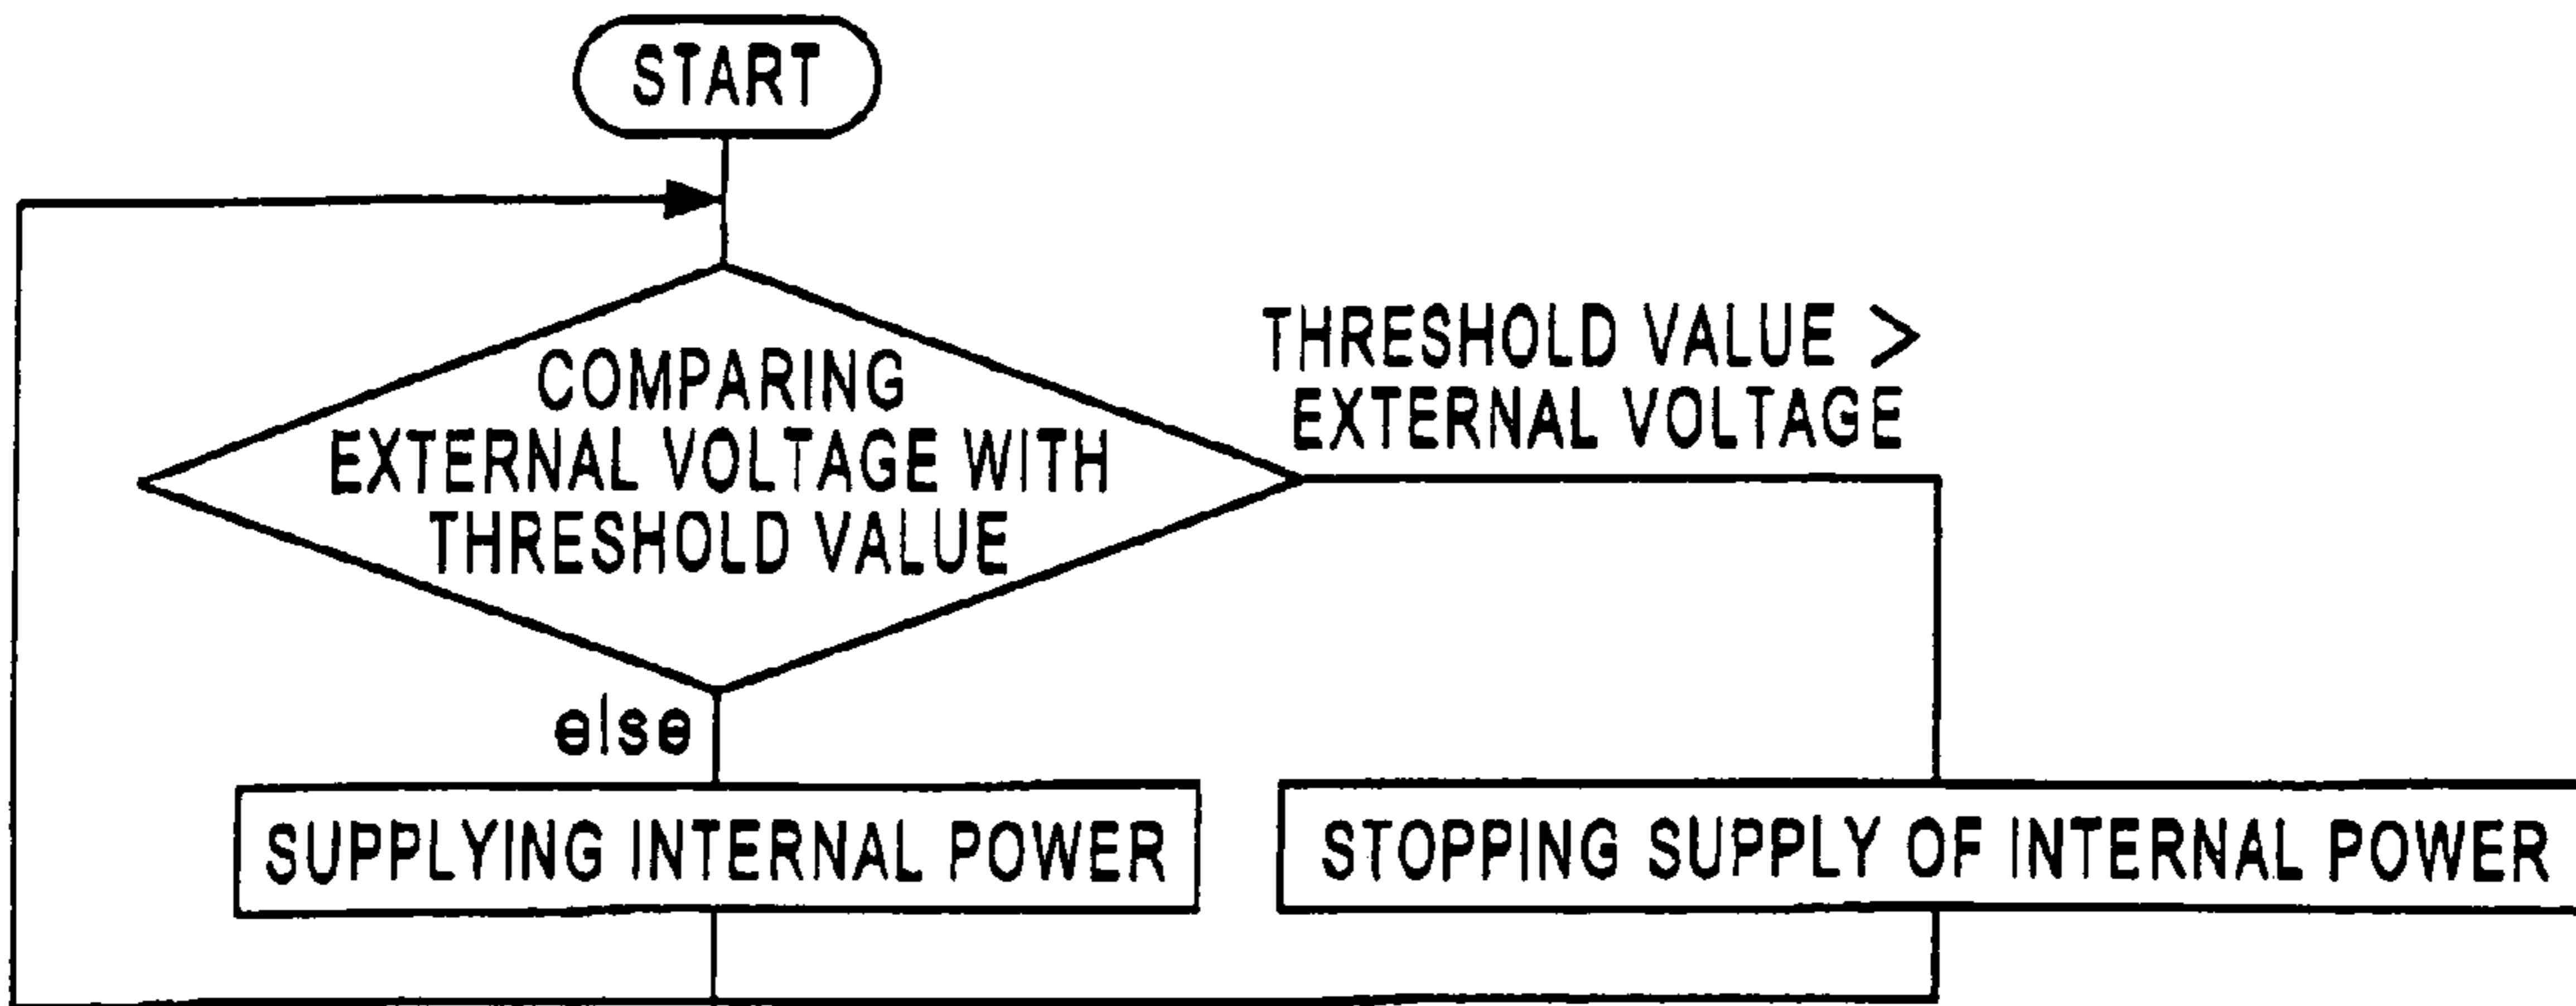 START
COMPARING
EXTERNAL VOLTAGE WITH
THRESHOLD VALUE
THRESHOLD VALUE >
EXTERNAL VOLTAGE
else
SUPPLYING INTERNAL POWER
STOPPING SUPPLY OF INTERNAL POWER